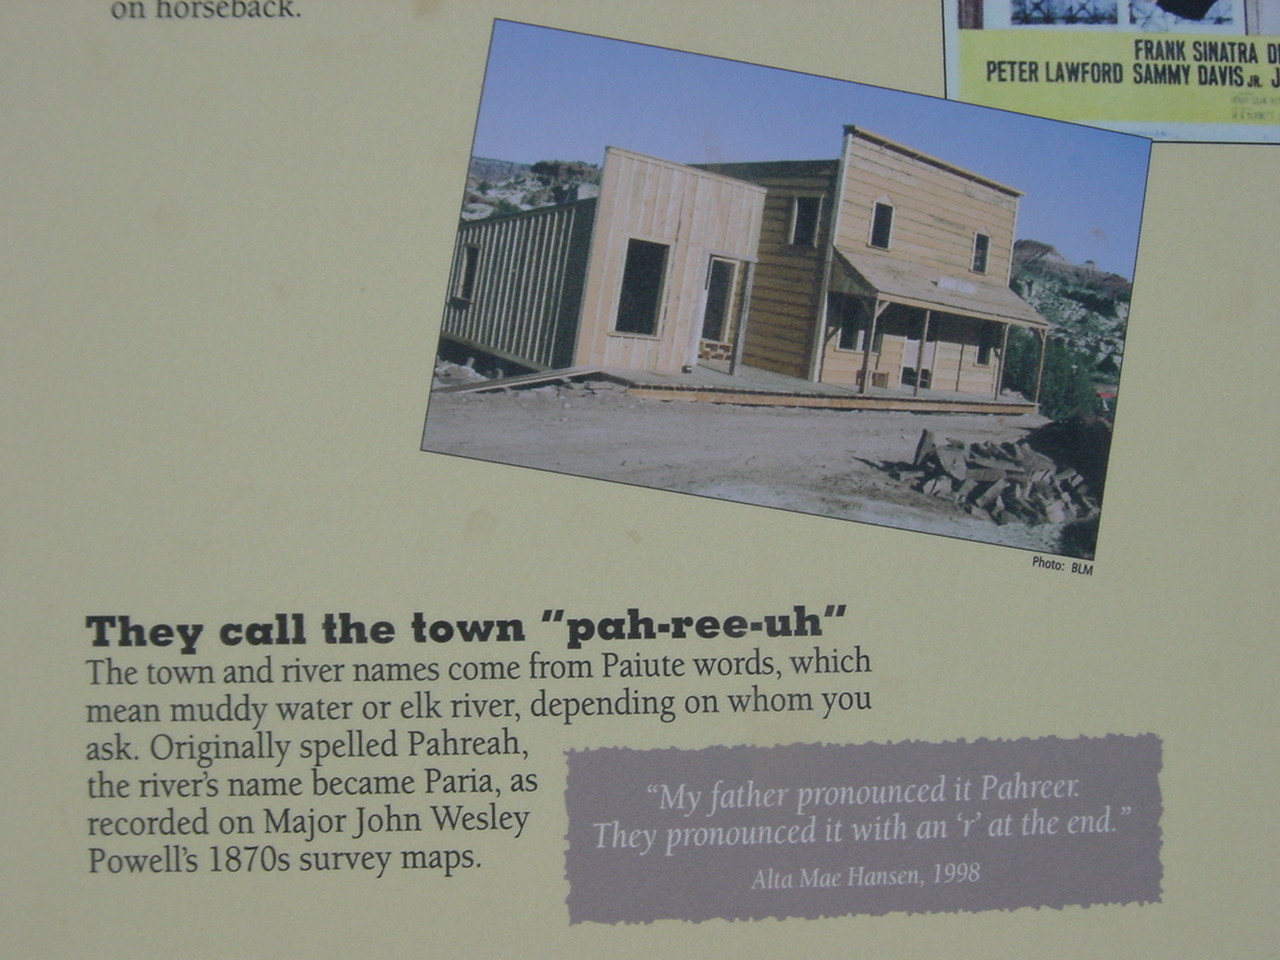 on horseback.
FRANK SINATRA
PETER LAWFORD SAMMY DAVIS JR.
Photo: BLM
They call the town "pah-ree-uh"
The town and river names come from Paiute words, which
mean muddy water or elk river, depending on whom you
ask. Originally spelled Pahreah,
the river's name became Paria, as
recorded on Major John Wesley
Powell's 1870s survey maps.
"My father pronounced it Pahreer.
They pronounced it with an 'r' at the end."
Alta Mae Hansen, 1998